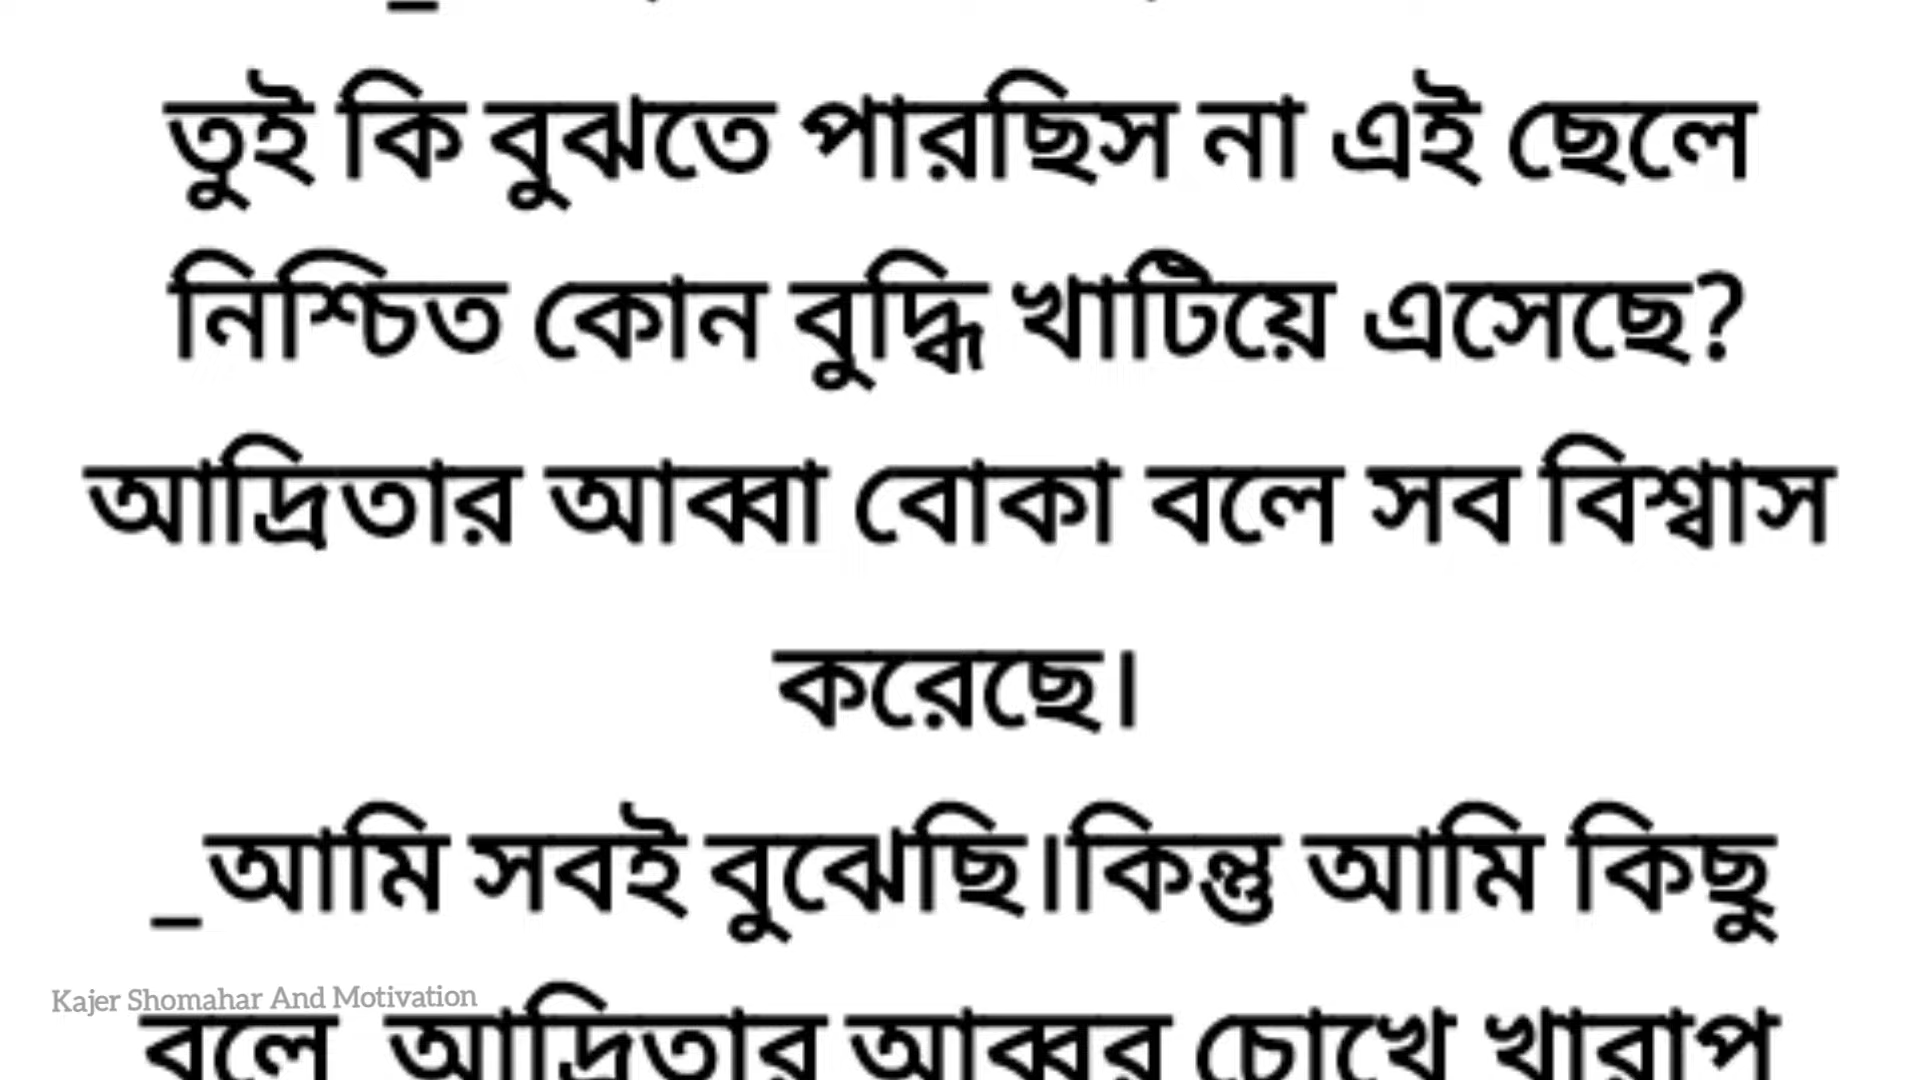 তুই কি বুঝতে পারছিস না এই ছেলে
নিশ্চিত কোন বুদ্ধি খাটিয়ে এসেছে?
আদ্রিতার আব্বা বোকা বলে সব বিশ্বাস
করেছে।
_আমি সবই বুঝেছি।কিন্তু আমি কিছু
Kajer Shomahar And Motivation
বলে আদ্রিতার আব্বর চোখে খারাপ